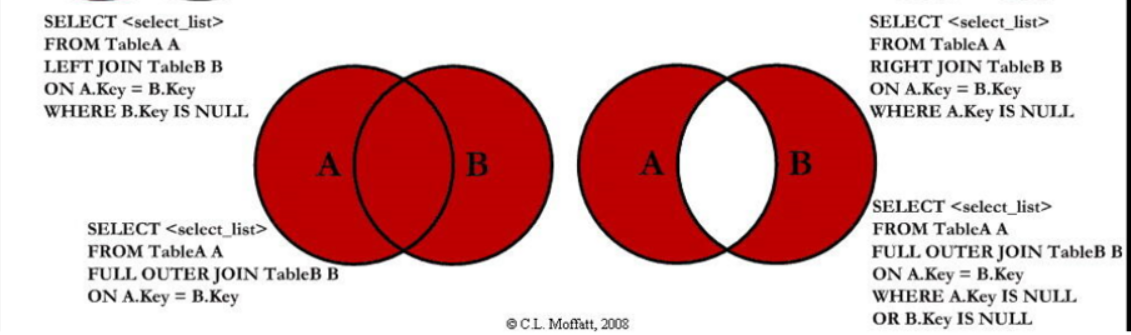 SELECT <select_list>
FROM TableA A
LEFT JOIN TableB B
ON A.Key = B.Key
WHERE B.Key IS NULL
SELECT <select_list>
FROM TableA A
RIGHT JOIN TableB B
ON A.Key = B.Key
WHERE A.Key IS NULL
A B
A B
SELECT <select_list>
FROM TableA A
FULL OUTER JOIN TableB B
ON A.Key = B.Key
SELECT <select_list>
FROM TableA A
FULL OUTER JOIN TableB B
ON A.Key = B.Key
WHERE A.Key IS NULL
OR B.Key IS NULL
© C.L. Moffatt, 2008